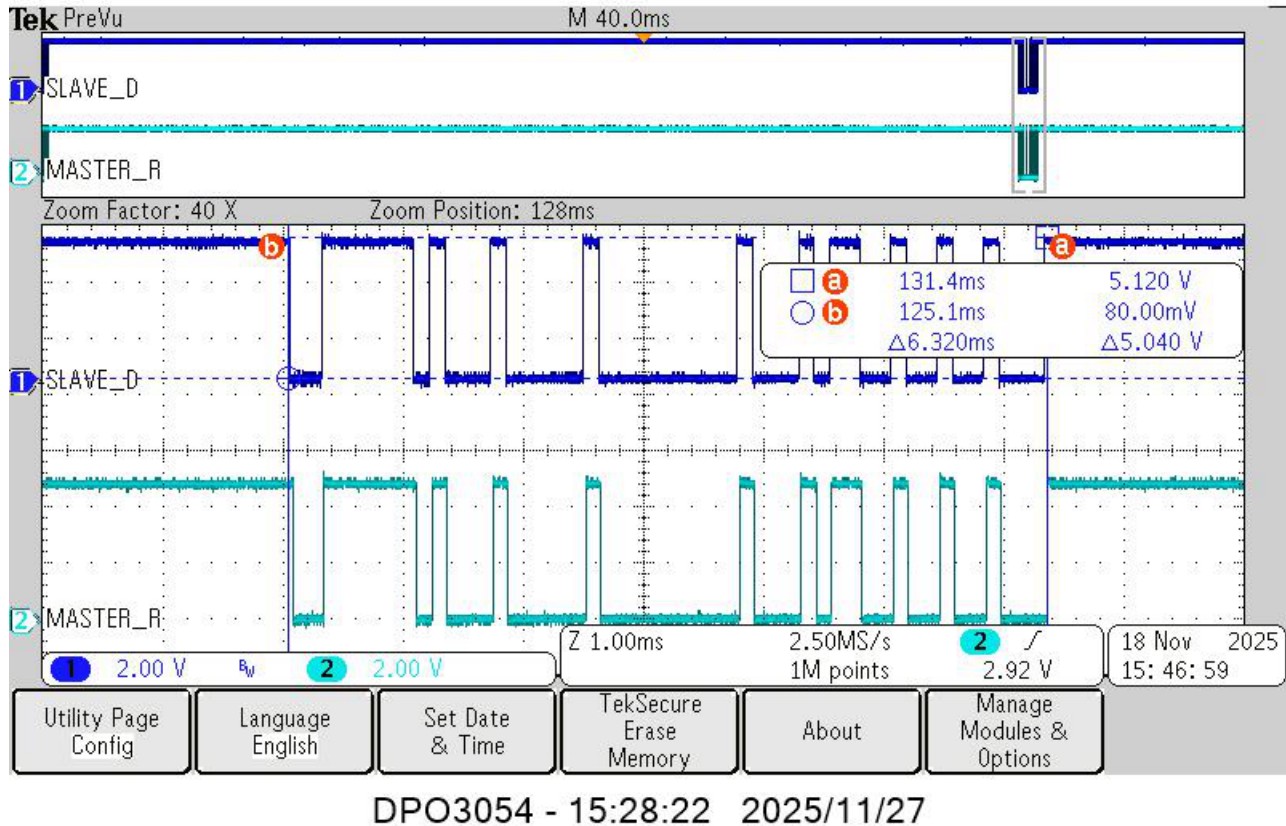 Tek PreVu M 40.0ms
1 SLAVE_D
2 MASTER_R
Zoom Factor: 40 X Zoom Position: 128ms
b a
a 131.4ms 5.120 V
b 125.1ms 80.00mV
Δ6.320ms Δ5.040 V
1 SLAVE_D
2 MASTER_R
1 2.00 V BW 2 2.00 V
Z 1.00ms 2.50MS/s 2
1M points 2.92 V
18 Nov 2025
15: 46: 59
Utility Page
Config
Language
English
Set Date
& Time
TekSecure
Erase
Memory
About
Manage
Modules &
Options
DPO3054 - 15:28:22 2025/11/27